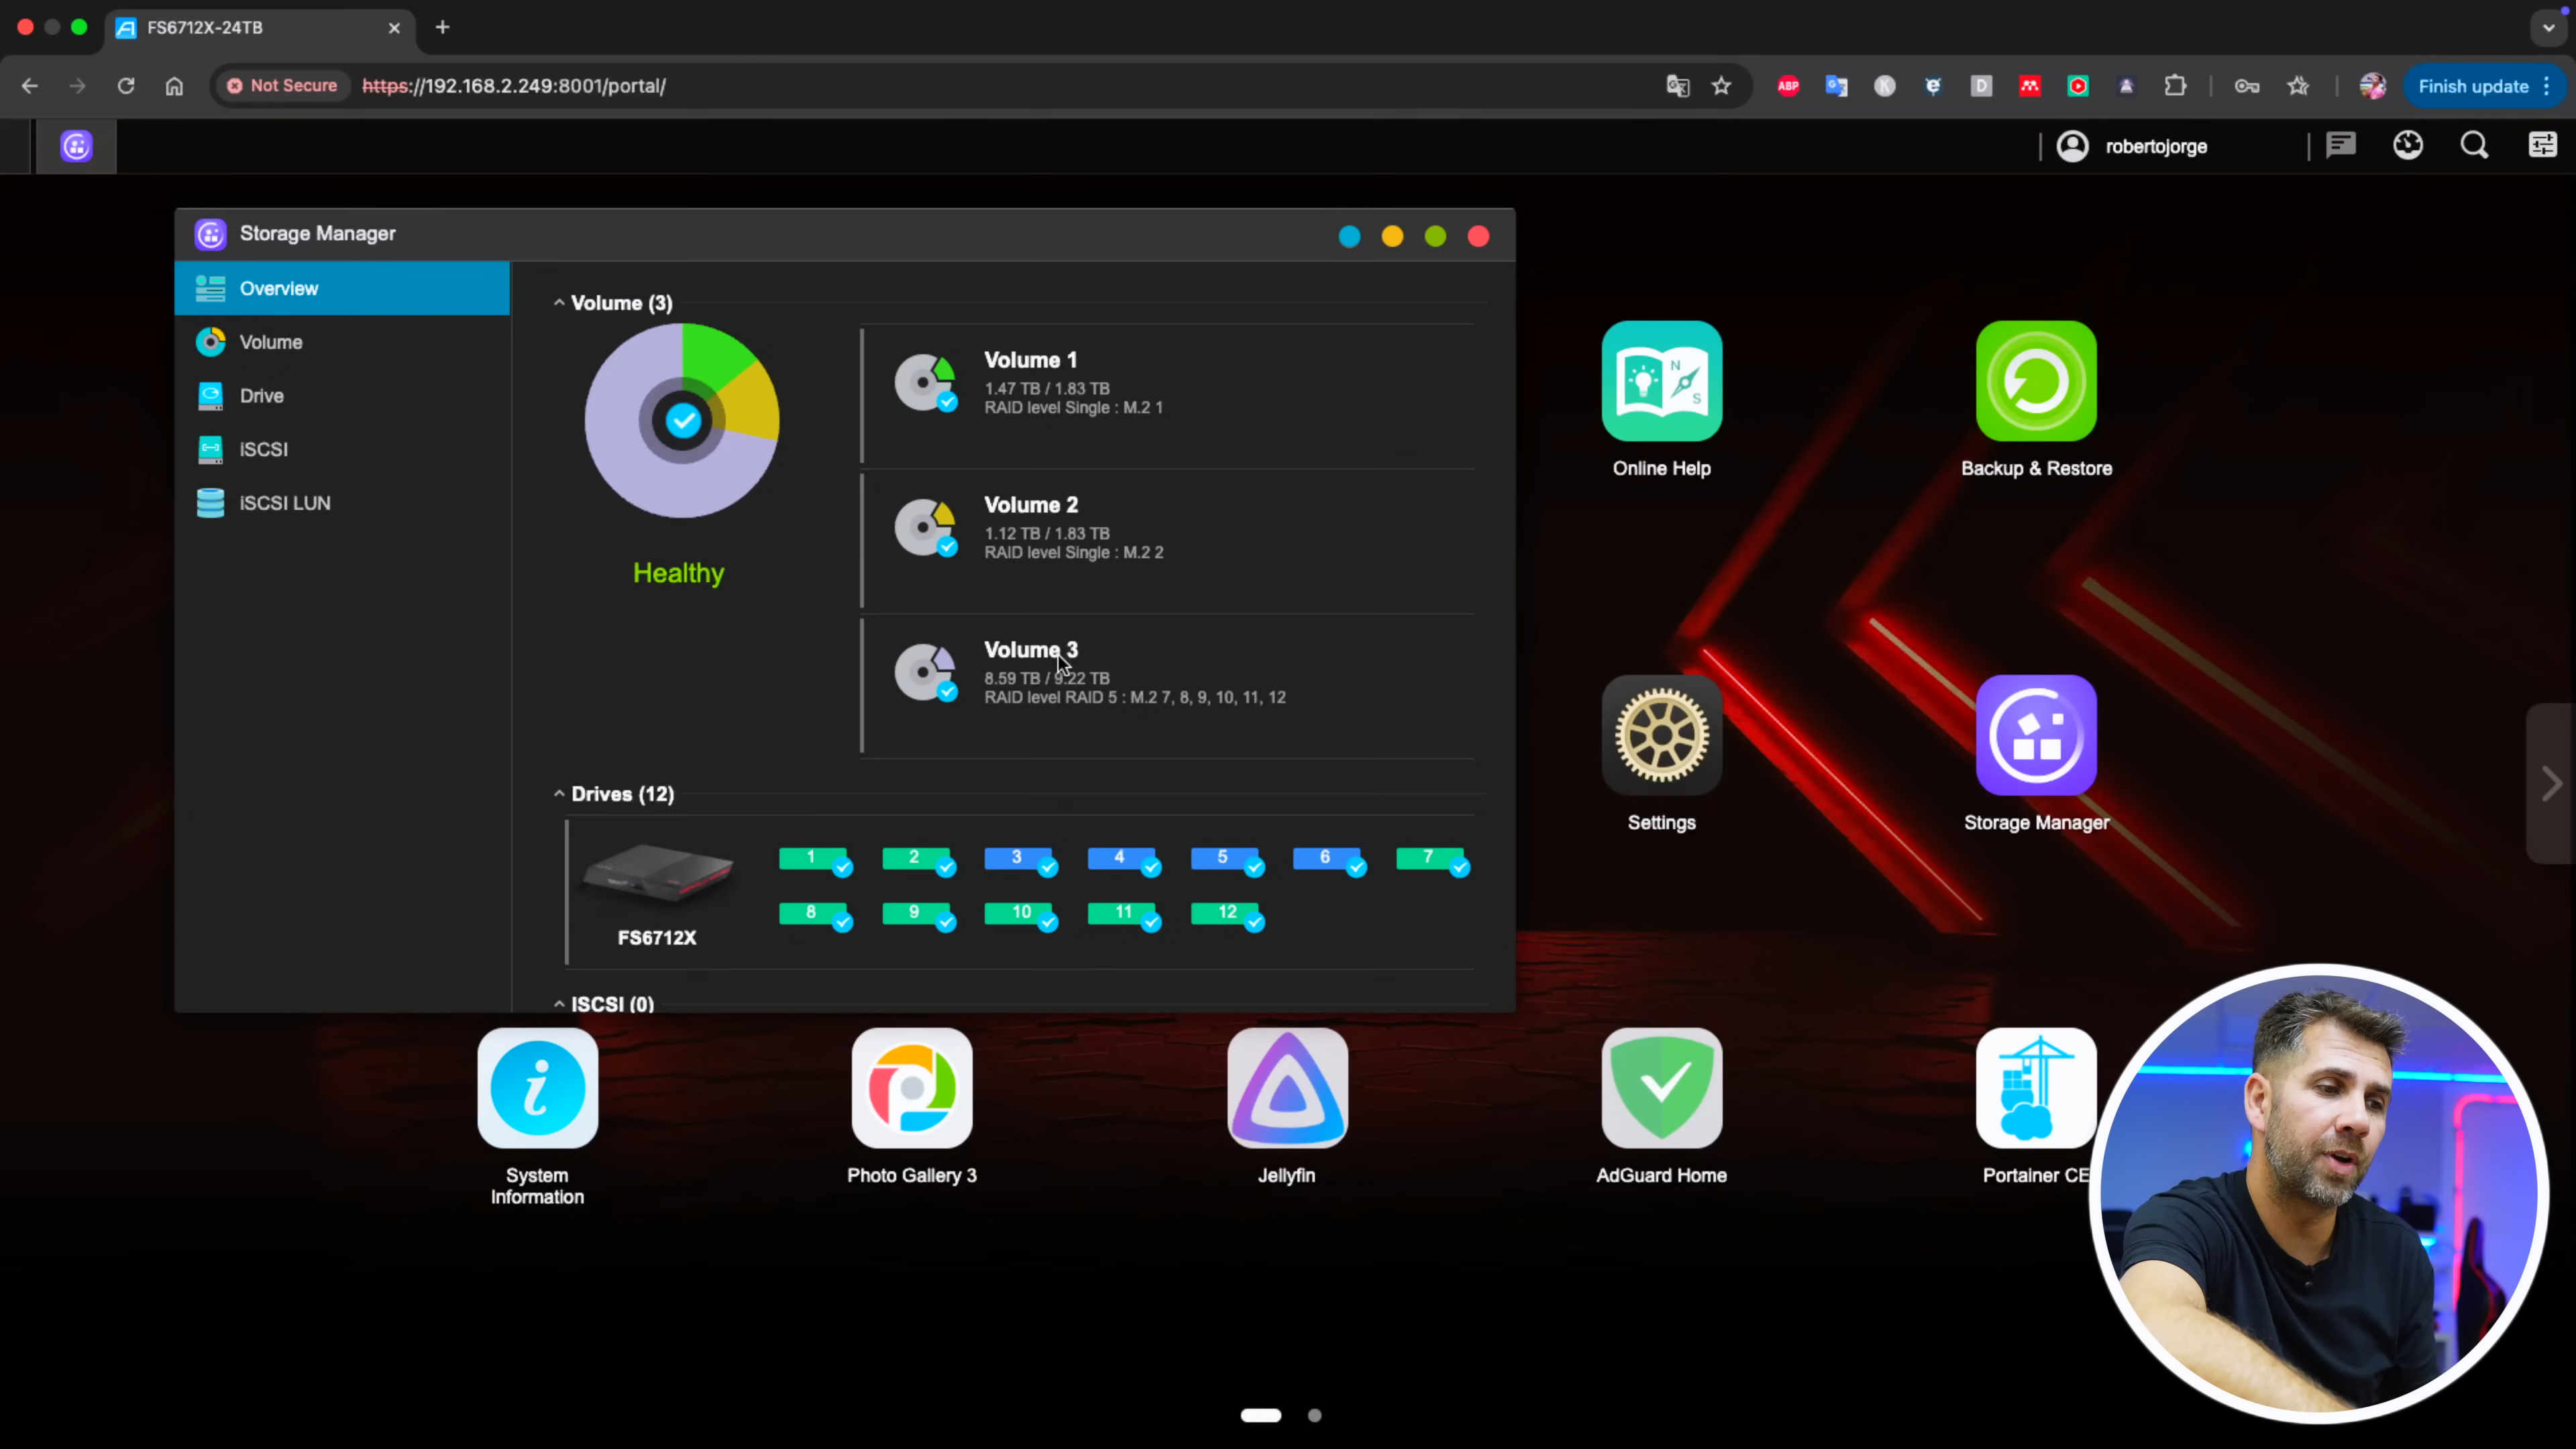 FS6712X-24TB
Not Secure
https://192.168.2.249:8001/portal/
ABP
K
D
Finish update
robertojorge
Storage Manager
Overview
Volume
Drive
iSCSI
iSCSI LUN
Volume (3)
Healthy
Volume 1
1.47 TB / 1.83 TB
RAID level Single : M.2 1
Volume 2
1.12 TB / 1.83 TB
RAID level Single : M.2 2
Volume 3
8.59 TB / 9.22 TB
RAID level RAID 5 : M.2 7, 8, 9, 10, 11, 12
Drives (12)
FS6712X
1 2 3 4 5 6 7
8 9 10 11 12
ISCSI (0)
N
S
Online Help
Backup & Restore
Settings
Storage Manager
System
Information
Photo Gallery 3
Jellyfin
AdGuard Home
Portainer CE